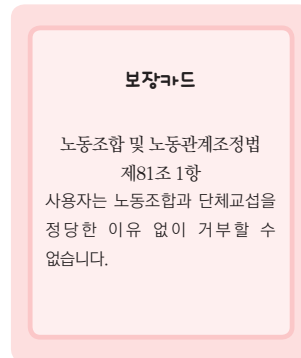 보장카드
노동조합 및 노동관계조정법
제81조 1항
사용자는 노동조합과 단체교섭을
정당한 이유 없이 거부할 수
없습니다.